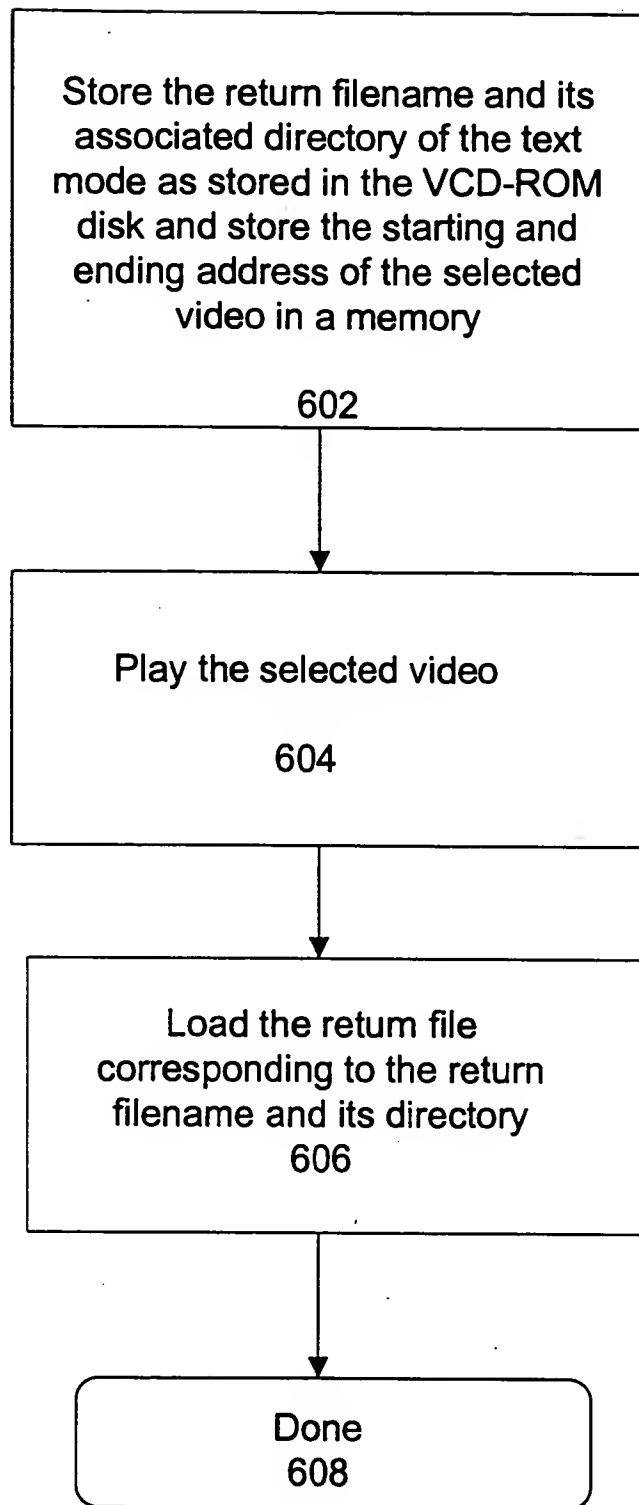 Store the return filename and its
associated directory of the text
mode as stored in the VCD-ROM
disk and store the starting and
ending address of the selected
video in a memory
602
Play the selected video
604
Load the return file
corresponding to the return
filename and its directory
606
Done
608